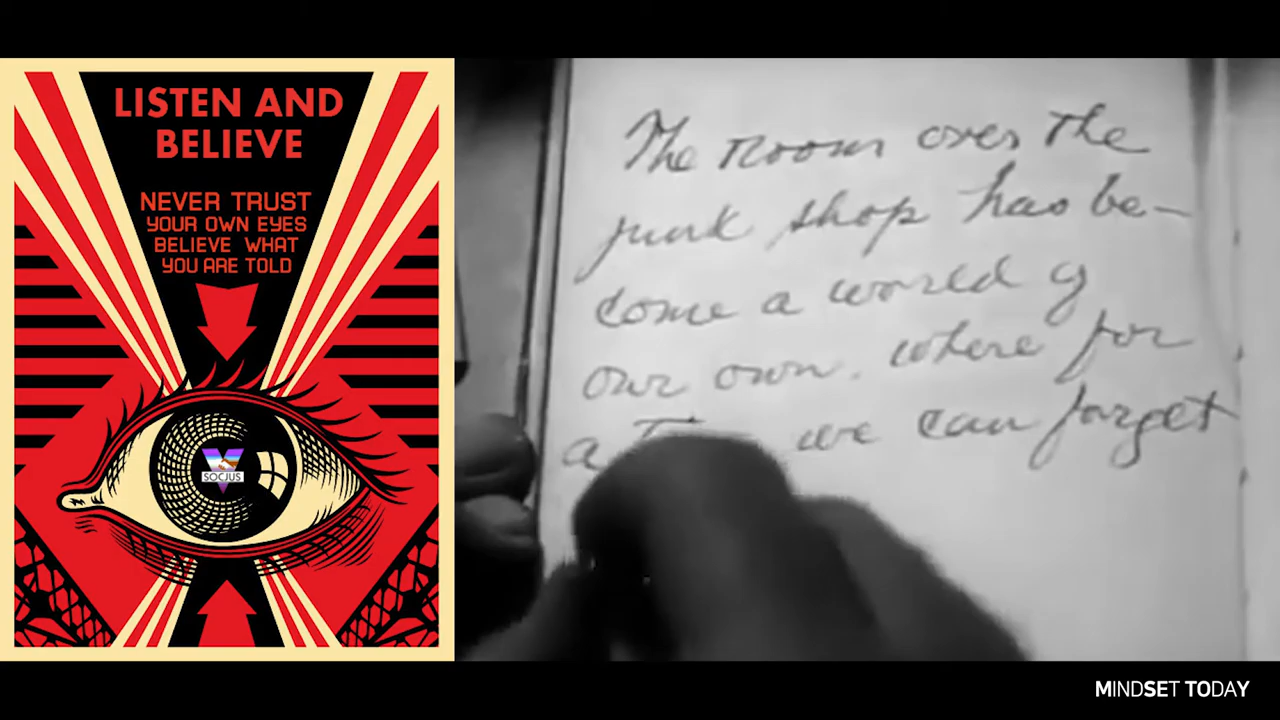 LISTEN AND
BELIEVE
NEVER TRUST
YOUR OWN EYES
BELIEVE WHAT
YOU ARE TOLD
SOCJUS
The room over the
junk shop has be-
come a world of
our own, where for
a we can forget
MINDSET TODAY